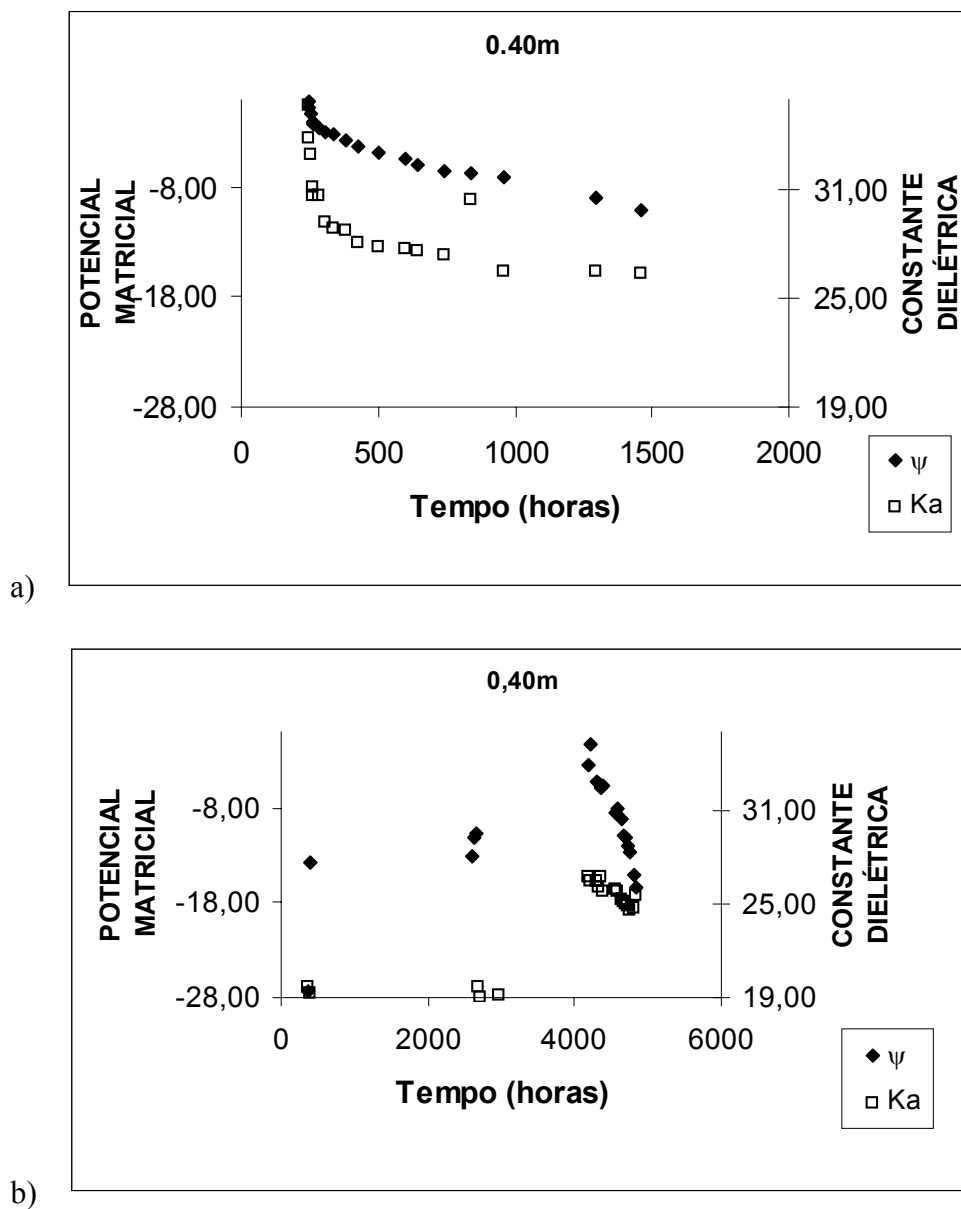 0.40m
POTENCIAL
MATRICIAL
-8,00
-18,00
-28,00
31,00
25,00
19,00
CONSTANTE
DIELÉTRICA
0 500 1000 1500 2000
Tempo (horas)
ψ
Ka
a)
0,40m
POTENCIAL
MATRICIAL
-8,00
-18,00
-28,00
31,00
25,00
19,00
CONSTANTE
DIELÉTRICA
0 2000 4000 6000
Tempo (horas)
ψ
Ka
b)